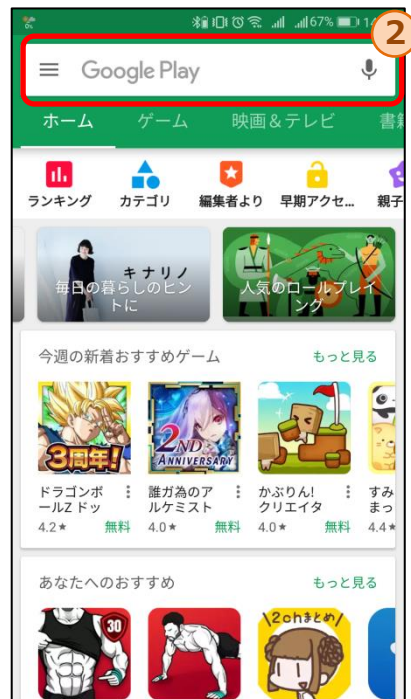 67% 14
2
Google Play
ホーム ゲーム 映画＆テレビ 書籍
ランキング カテゴリ 編集者より 早期アクセ... 親子
キナリノ
毎日の暮らしのヒン
トに
人気のロールプレイ
ング
今週の新着おすすめゲーム もっと見る
3周年!
2ND
ANNIVERSARY
ドラゴンボ
ールZ ドッ
4.2★ 無料
誰ガ為のア
ルケミスト
4.0★ 無料
かぶりん!
クリエイタ
4.0★ 無料
すみ
まっ
4.4★
あなたへのおすすめ もっと見る
30
2chまとめ